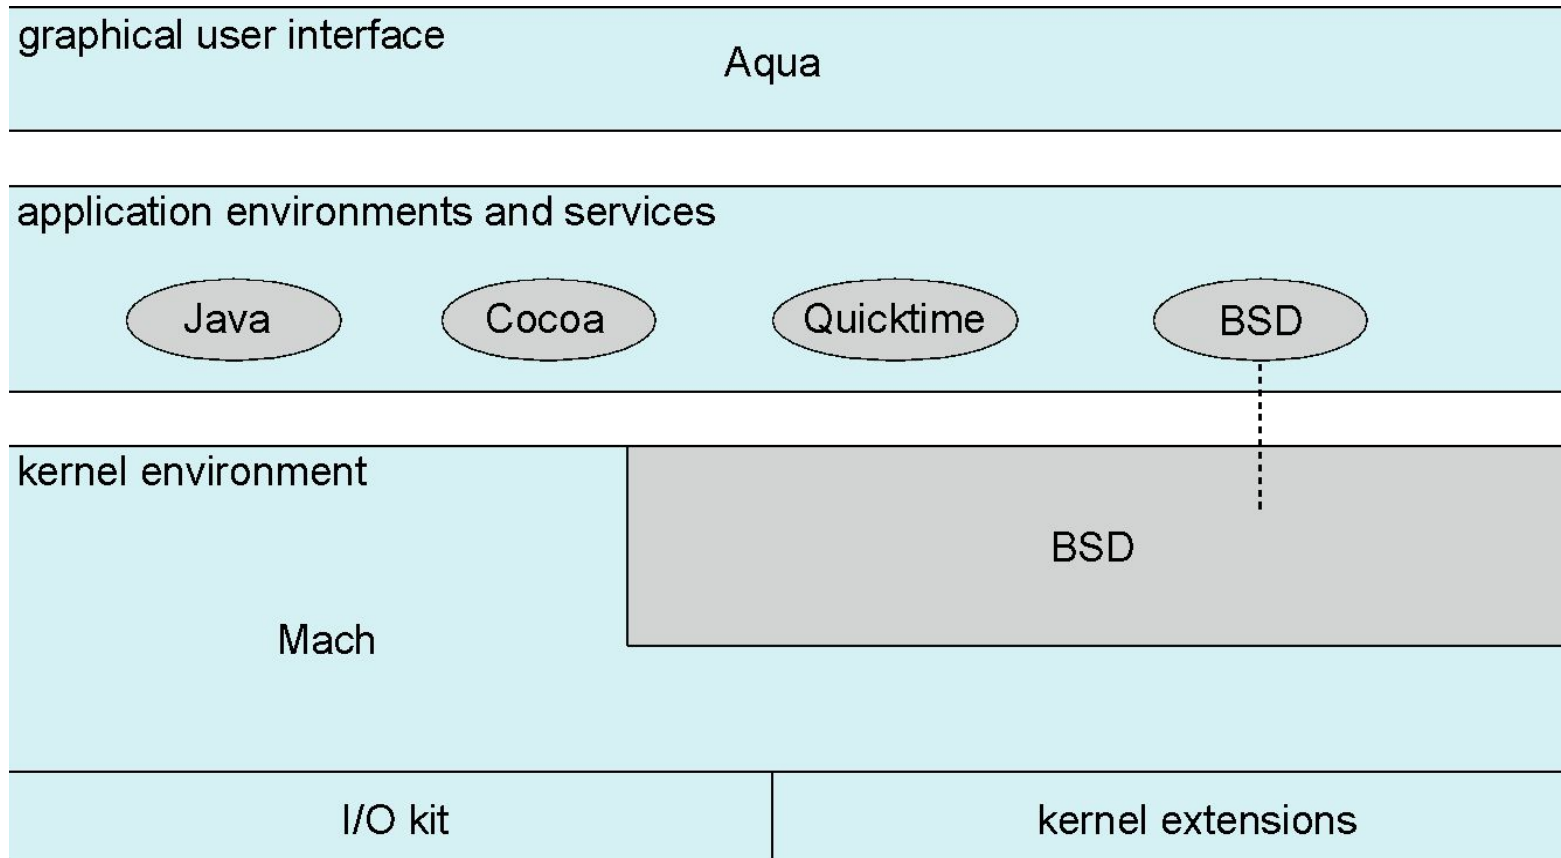 graphical user interface
Aqua
application environments and services
Java
Cocoa
Quicktime
BSD
kernel environment
BSD
Mach
I/O kit
kernel extensions